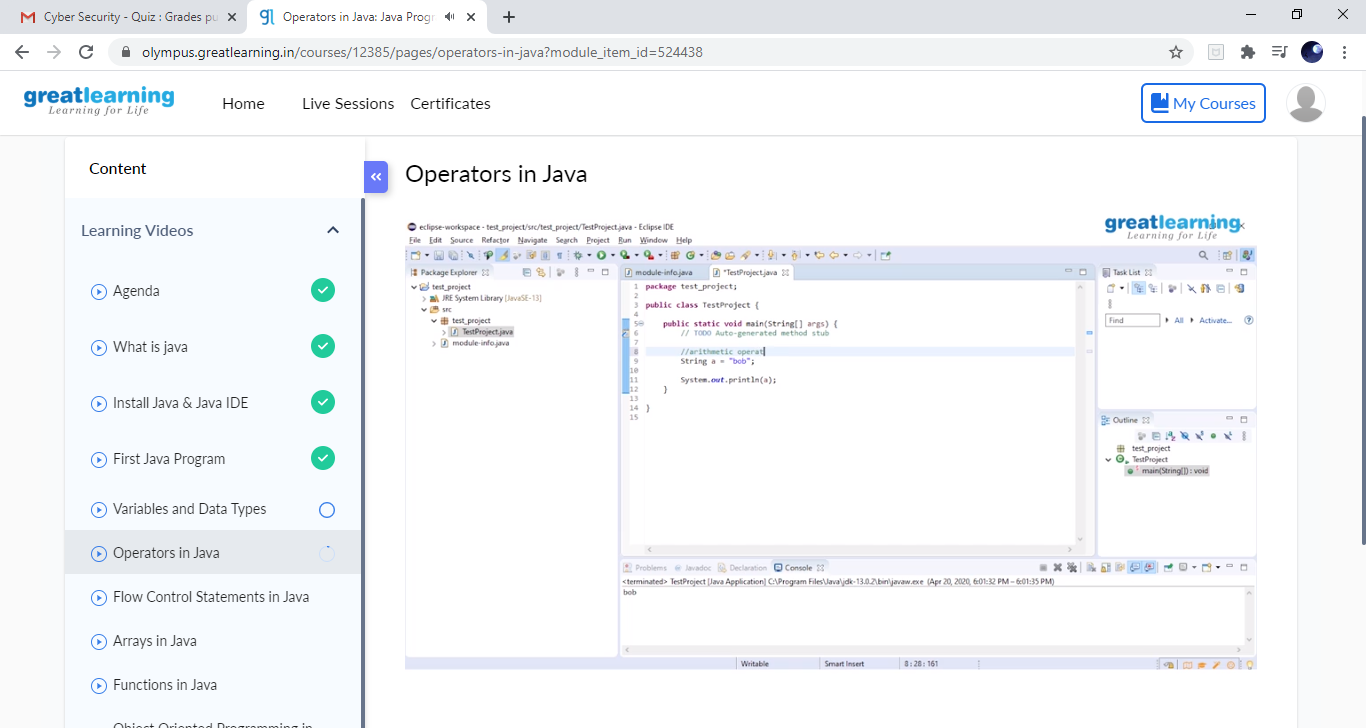 Cyber Security - Quiz : Grades pu
Operators in Java: Java Progr
olympus.greatlearning.in/courses/12385/pages/operators-in-java?module_item_id=524438
greatlearning
Learning for Life
Home
Live Sessions
Certificates
My Courses
Content
Learning Videos
Agenda
What is java
Install Java & Java IDE
First Java Program
Variables and Data Types
Operators in Java
Flow Control Statements in Java
Arrays in Java
Functions in Java
Object Oriented Programming in
Operators in Java
eclipse-workspace - test_project/src/test_project/TestProject.java - Eclipse IDE
greatlearning
Learning for Life
File Edit Source Refactor Navigate Search Project Run Window Help
Package Explorer
test_project
JRE System Library [JavaSE-13]
src
test_project
TestProject.java
module-info.java
module-info.java
*TestProject.java
1 package test_project;
2
3 public class TestProject {
4
5 public static void main(String[] args) {
6 // TODO Auto-generated method stub
7
8 //arithmetic operat
9 String a = "bob";
10
11 System.out.println(a);
12 }
13
14 }
15
Task List
Find
All
Activate...
Outline
test_project
TestProject
main(String[]) : void
Problems
Javadoc
Declaration
Console
<terminated> TestProject [Java Application] C:\Program Files\Java\jdk-13.0.2\bin\javaw.exe (Apr 20, 2020, 6:01:32 PM – 6:01:35 PM)
bob
Writable
Smart Insert
8 : 28 : 161